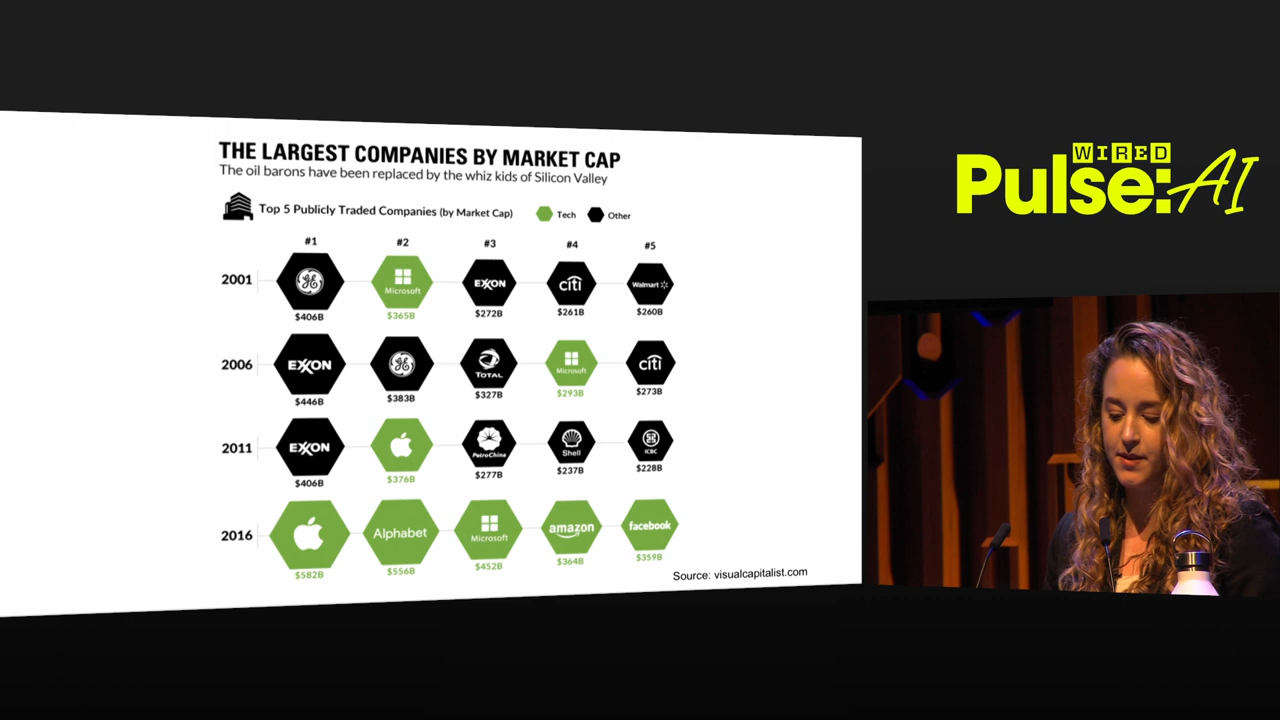 THE LARGEST COMPANIES BY MARKET CAP
The oil barons have been replaced by the whiz kids of Silicon Valley
Top 5 Publicly Traded Companies (by Market Cap) Tech Other
#1 #2 #3 #4 #5
2001 GE Microsoft EXXON citi Walmart
$406B $365B $272B $261B $260B
2006 EXXON GE TOTAL Microsoft citi
$446B $383B $327B $293B $273B
2011 EXXON PetroChina Shell ICBC
$406B $376B $277B $237B $228B
2016 Alphabet Microsoft amazon facebook
$582B $556B $452B $364B $359B
Source: visualcapitalist.com
WIRED
Pulse:AI